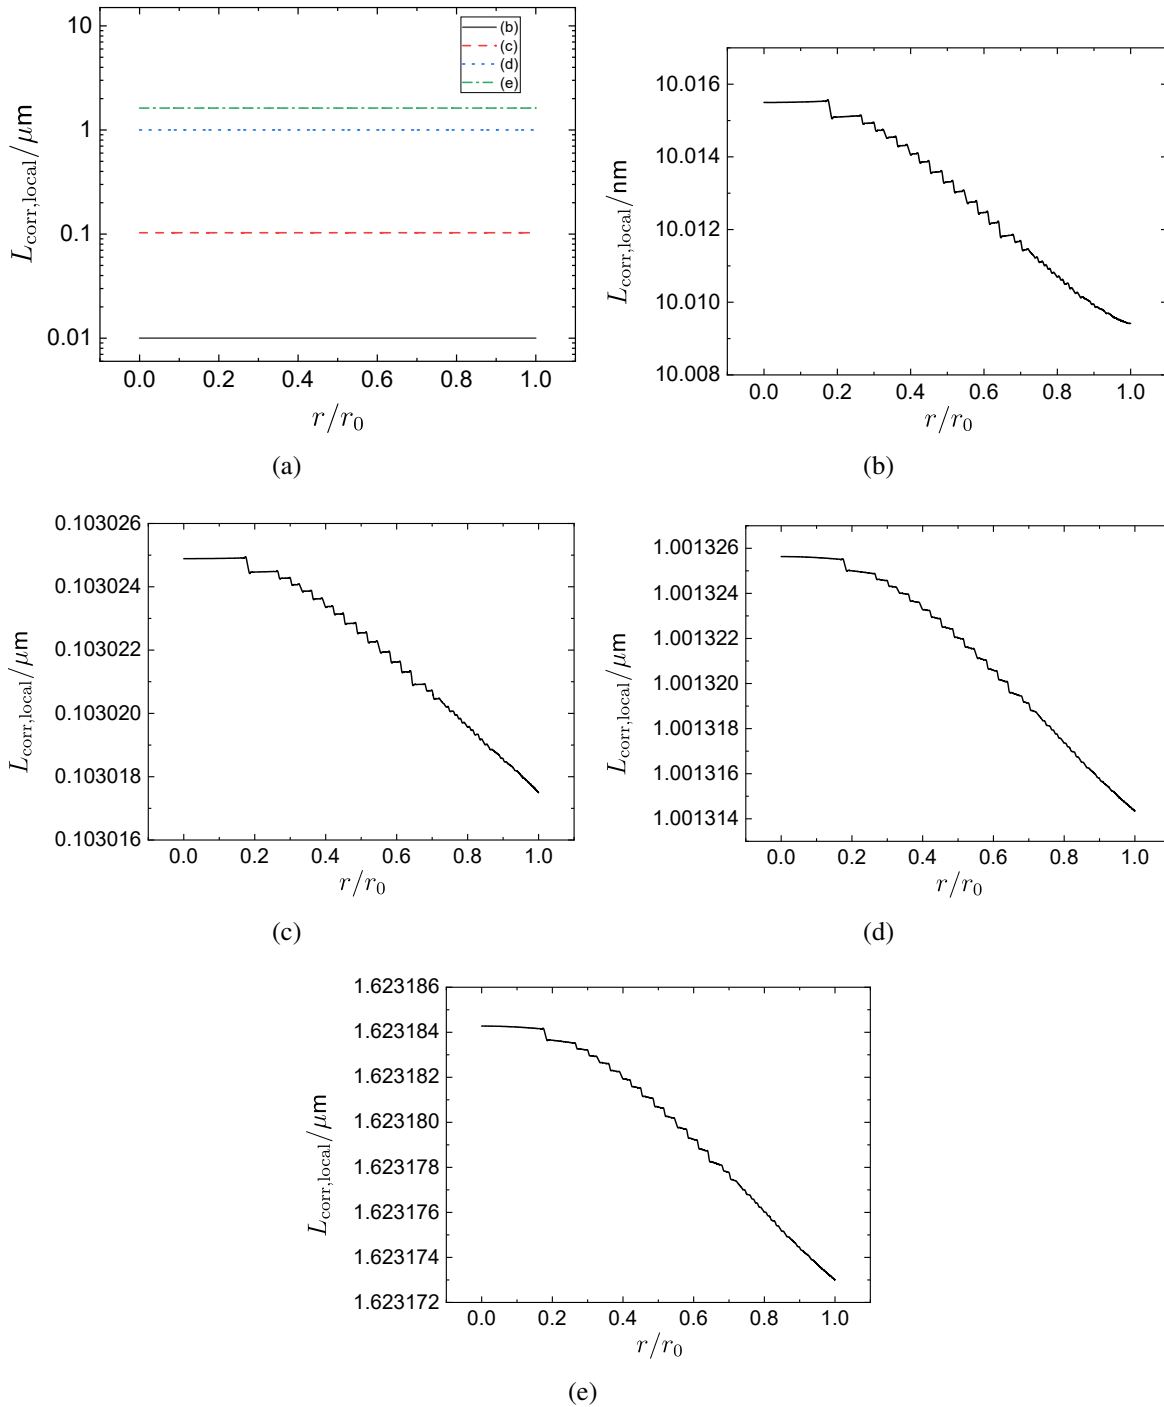 10
1
0.1
0.01
L_corr,local/μm
(b)
(c)
(d)
(e)
0.0 0.2 0.4 0.6 0.8 1.0
r/r_0
(a)
10.016
10.014
10.012
10.010
10.008
L_corr,local/nm
0.0 0.2 0.4 0.6 0.8 1.0
r/r_0
(b)
0.103026
0.103024
0.103022
0.103020
0.103018
0.103016
L_corr,local/μm
0.0 0.2 0.4 0.6 0.8 1.0
r/r_0
(c)
1.001326
1.001324
1.001322
1.001320
1.001318
1.001316
1.001314
L_corr,local/μm
0.0 0.2 0.4 0.6 0.8 1.0
r/r_0
(d)
1.623186
1.623184
1.623182
1.623180
1.623178
1.623176
1.623174
1.623172
L_corr,local/μm
0.0 0.2 0.4 0.6 0.8 1.0
r/r_0
(e)